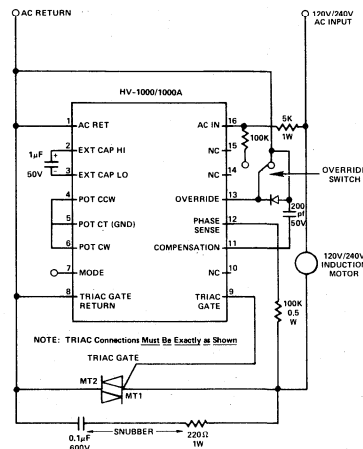 AC RETURN
120V/240V
AC INPUT
HV-1000/1000A
1 AC RET
AC IN 16
5K
1W
100K
2 EXT CAP HI
NC 15
1µF
50V
+
−
3 EXT CAP LO
NC 14
OVERRIDE
SWITCH
4 POT CCW
OVERRIDE 13
200
pf
50V
5 POT CT (GND)
PHASE
SENSE 12
6 POT CW
COMPENSATION 11
7 MODE
NC 10
120V/240V
INDUCTION
MOTOR
8 TRIAC GATE
RETURN
TRIAC 9
GATE
100K
0.5
W
NOTE: TRIAC Connections Must Be Exactly as Shown
TRIAC GATE
MT2
MT1
SNUBBER
0.1µF
600V
220Ω
1W